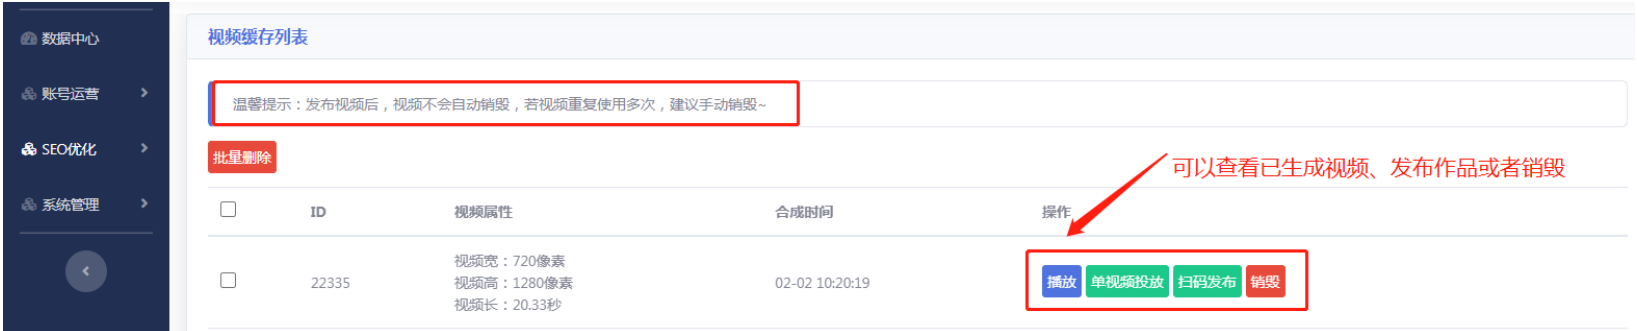 数据中心
账号运营
SEO优化
系统管理
视频缓存列表
温馨提示：发布视频后，视频不会自动销毁，若视频重复使用多次，建议手动销毁~
批量删除
可以查看已生成视频、发布作品或者销毁
ID 视频属性 合成时间 操作
视频宽：720像素
22335 视频高：1280像素 02-02 10:20:19 播放 单视频投放 扫码发布 销毁
视频长：20.33秒